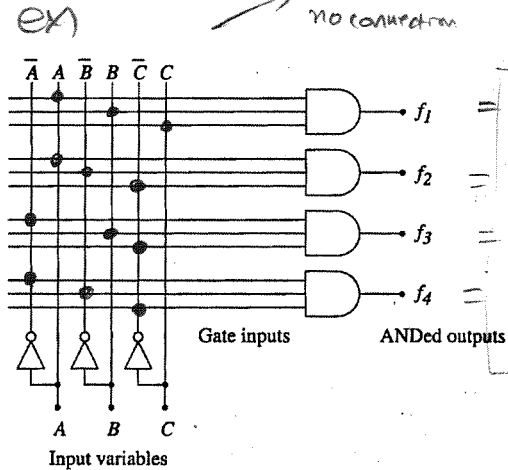 ex)
no connection
A̅ A B̅ B C̅ C
f1 =
f2 =
f3 =
f4 =
Gate inputs ANDed outputs
A B C
Input variables